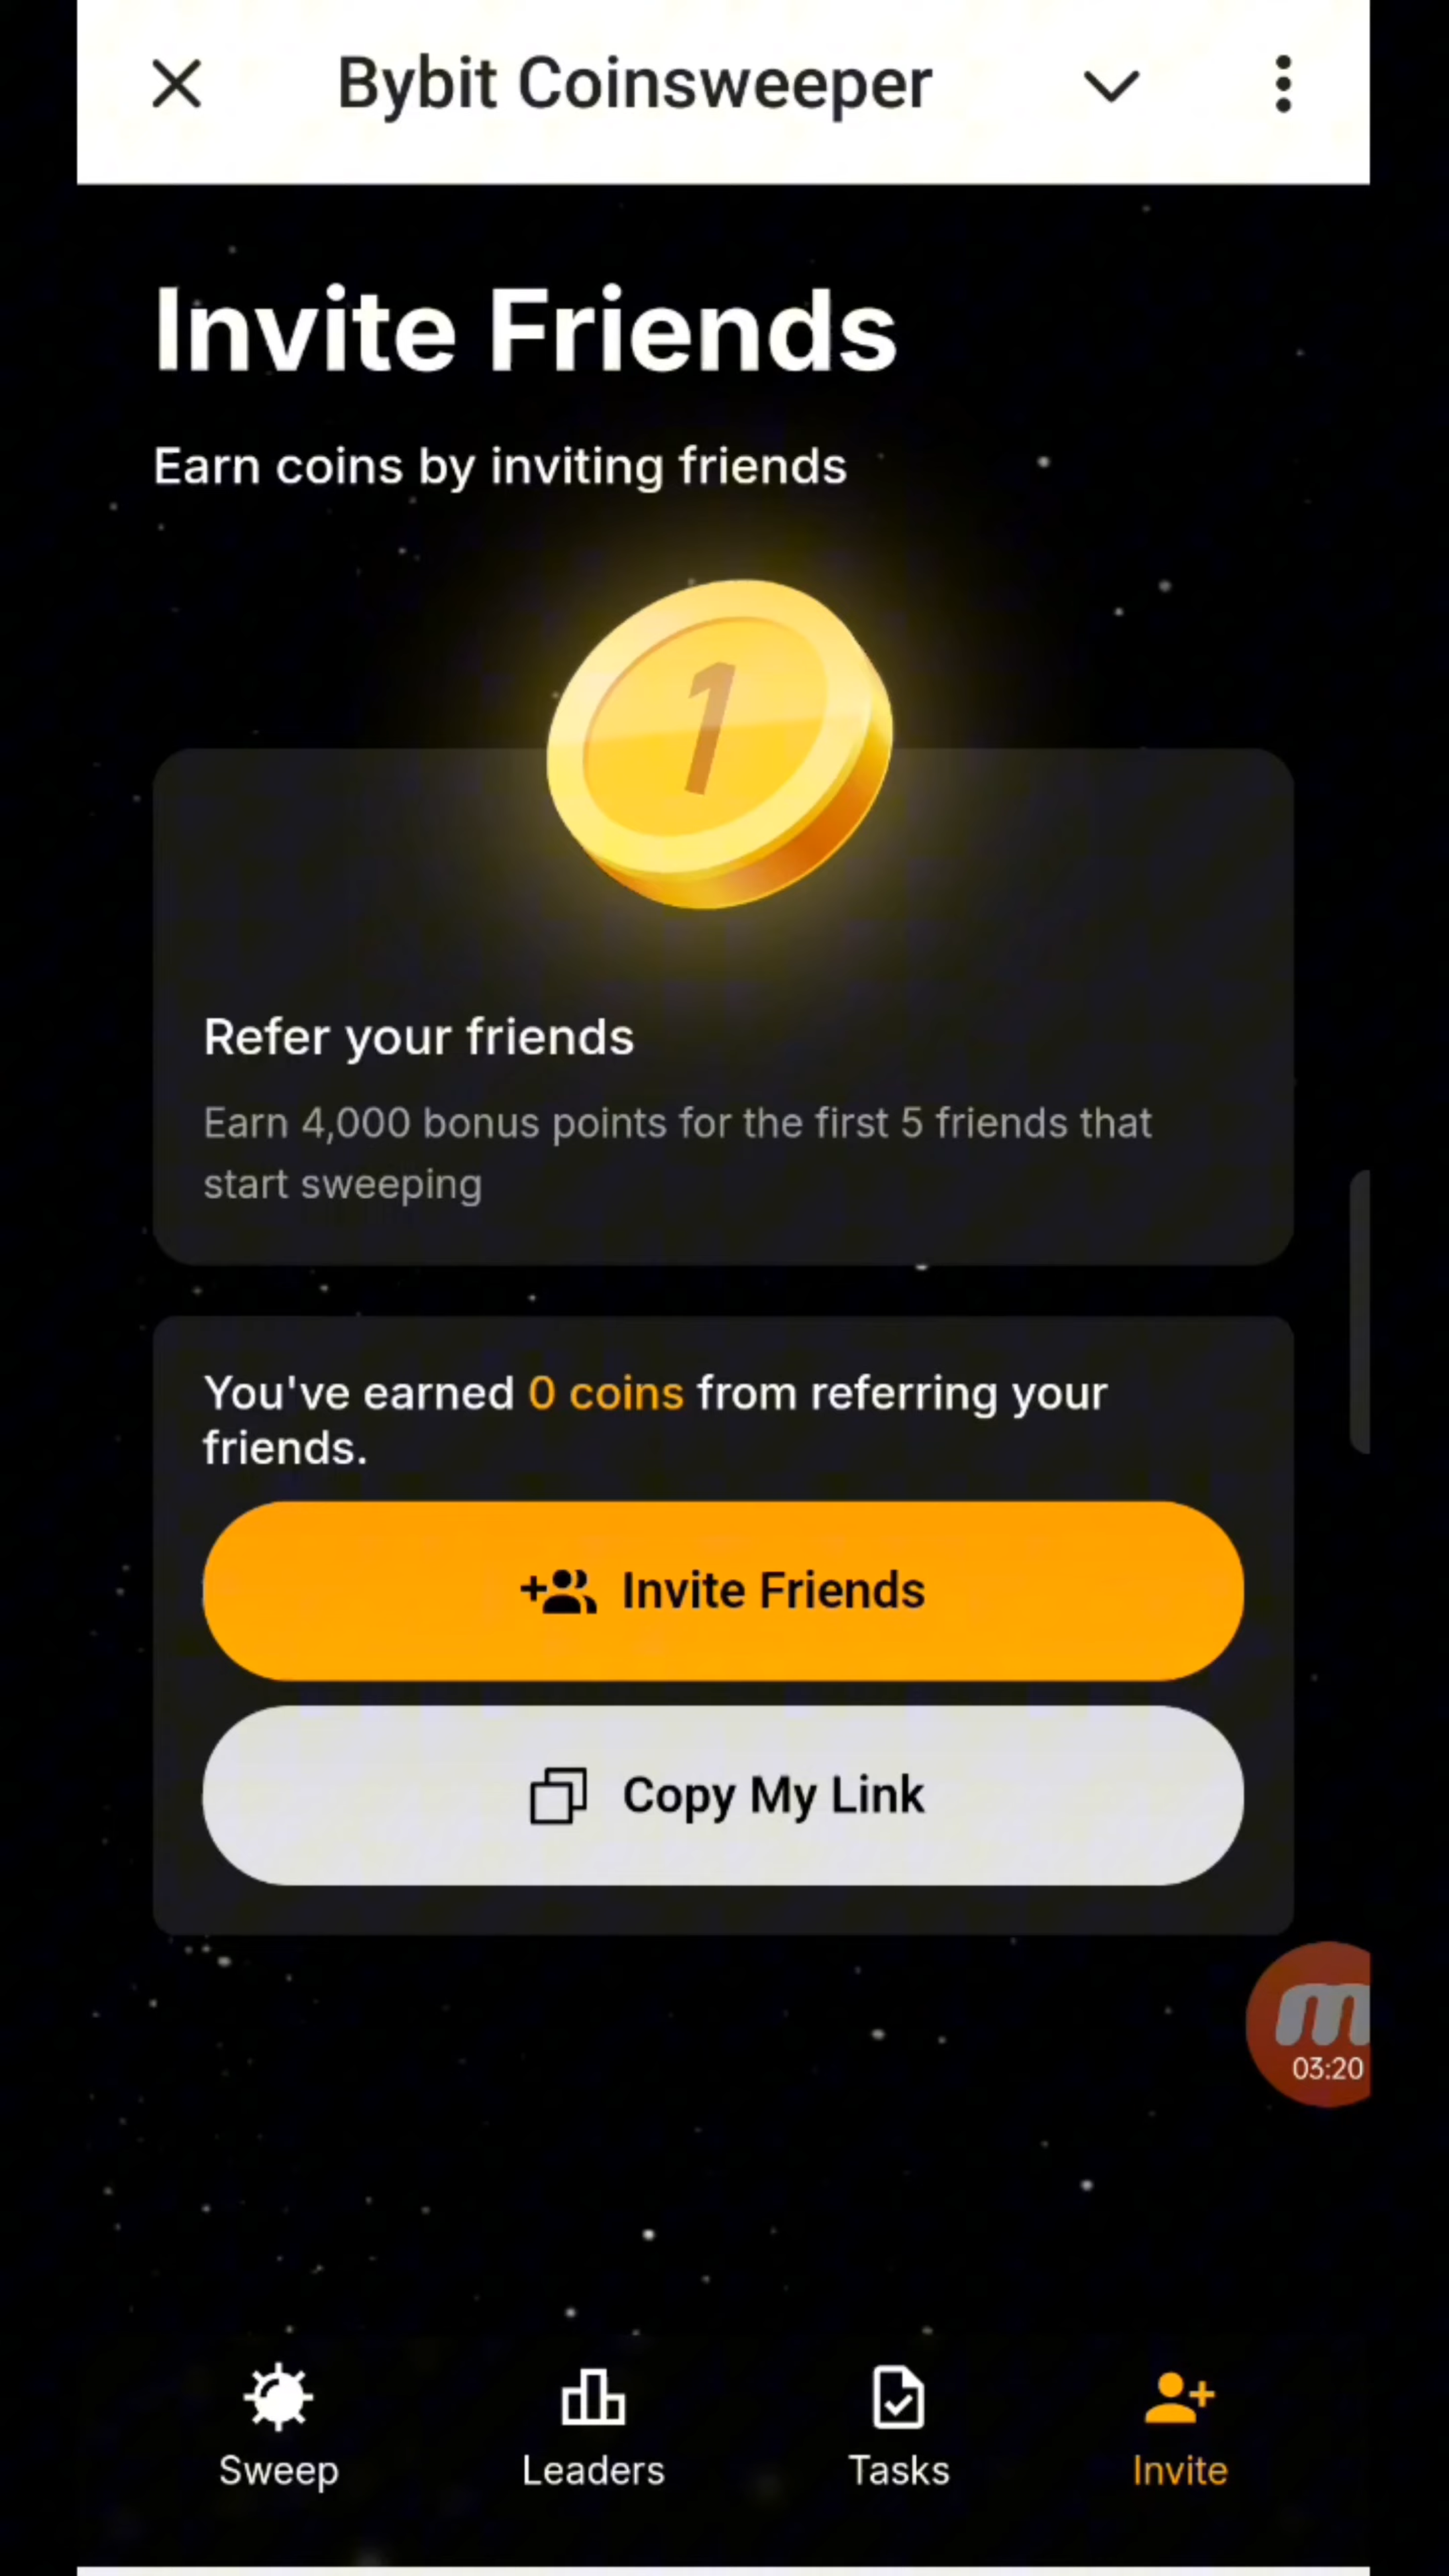 Bybit Coinsweeper
Invite Friends
Earn coins by inviting friends
1
Refer your friends
Earn 4,000 bonus points for the first 5 friends that
start sweeping
You've earned 0 coins from referring your
friends.
Invite Friends
Copy My Link
m
03:20
Sweep
Leaders
Tasks
Invite